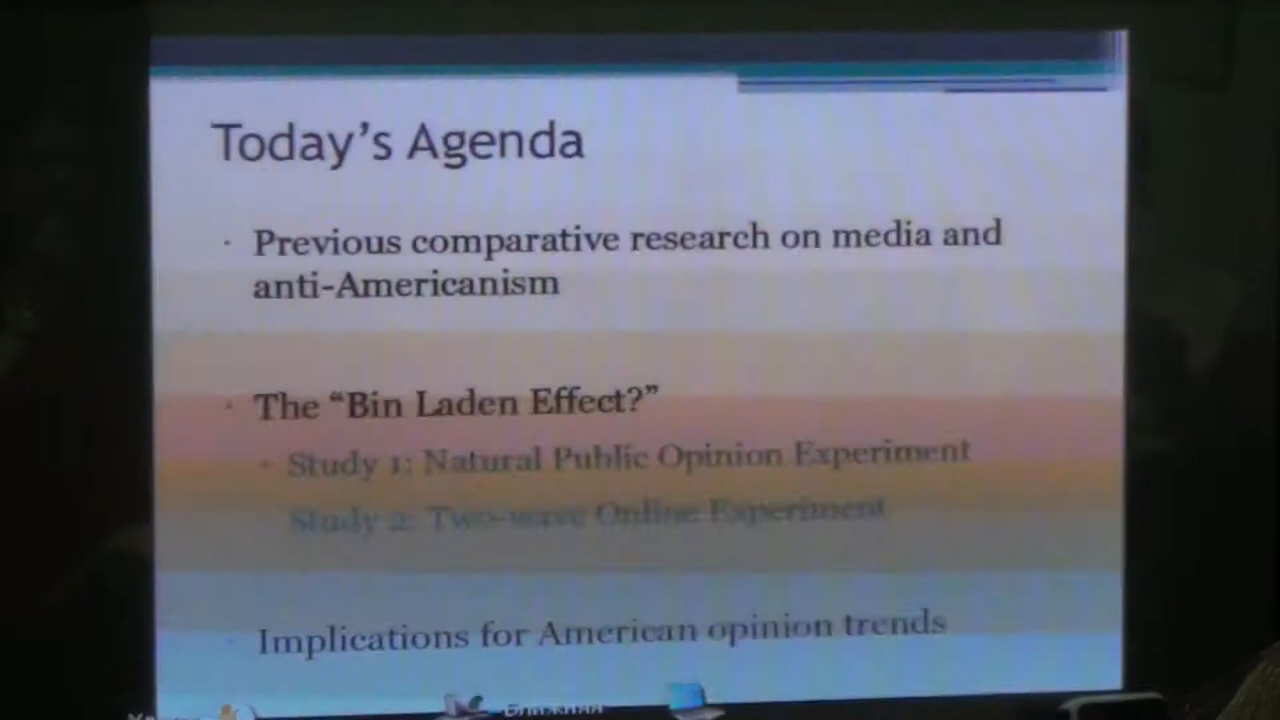 Today's Agenda
· Previous comparative research on media and
anti-Americanism
· The “Bin Laden Effect?”
· Study 1: Natural Public Opinion Experiment
Study 2: Two-wave Online Experiment
· Implications for American opinion trends